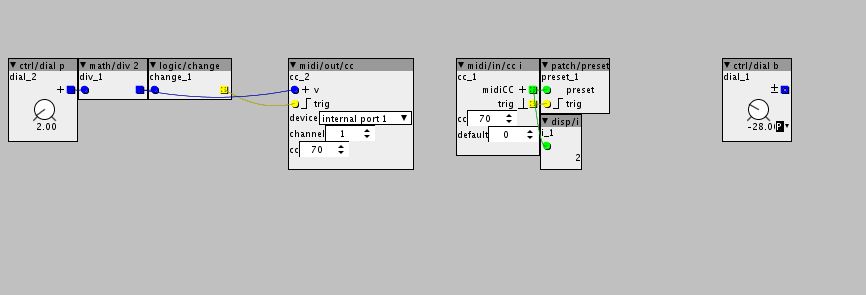 ctrl/dial p
dial_2
+
2.00
math/div 2
div_1
logic/change
change_1
midi/out/cc
cc_2
+ v
trig
device internal port 1
channel 1
cc 70
midi/in/cc i
cc_1
midiCC +
trig
cc 70
default 0
patch/preset
preset_1
preset
trig
disp/i
i_1
2
ctrl/dial b
dial_1
±
-28.00 P